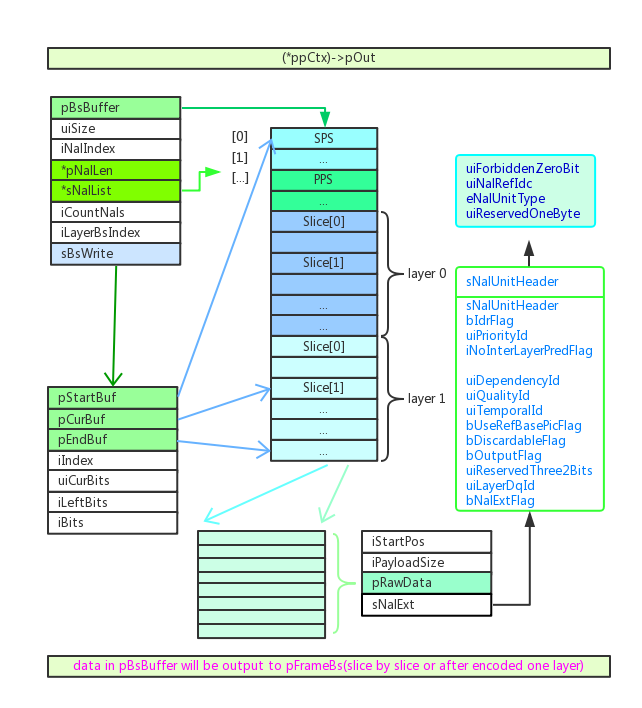 (*ppCtx)->pOut
pBsBuffer
uiSize
iNalIndex
*pNalLen
*sNalList
iCountNals
iLayerBsIndex
sBsWrite
[0]
[1]
[...]
SPS
...
PPS
...
Slice[0]
Slice[1]
...
...
Slice[0]
Slice[1]
...
...
...
layer 0
layer 1
uiForbiddenZeroBit
uiNalRefIdc
eNalUnitType
uiReservedOneByte
sNalUnitHeader
sNalUnitHeader
bIdrFlag
uiPriorityId
iNoInterLayerPredFlag
uiDependencyId
uiQualityId
uiTemporalId
bUseRefBasePicFlag
bDiscardableFlag
bOutputFlag
uiReservedThree2Bits
uiLayerDqId
bNalExtFlag
pStartBuf
pCurBuf
pEndBuf
iIndex
uiCurBits
iLeftBits
iBits
iStartPos
iPayloadSize
pRawData
sNalExt
data in pBsBuffer will be output to pFrameBs(slice by slice or after encoded one layer)